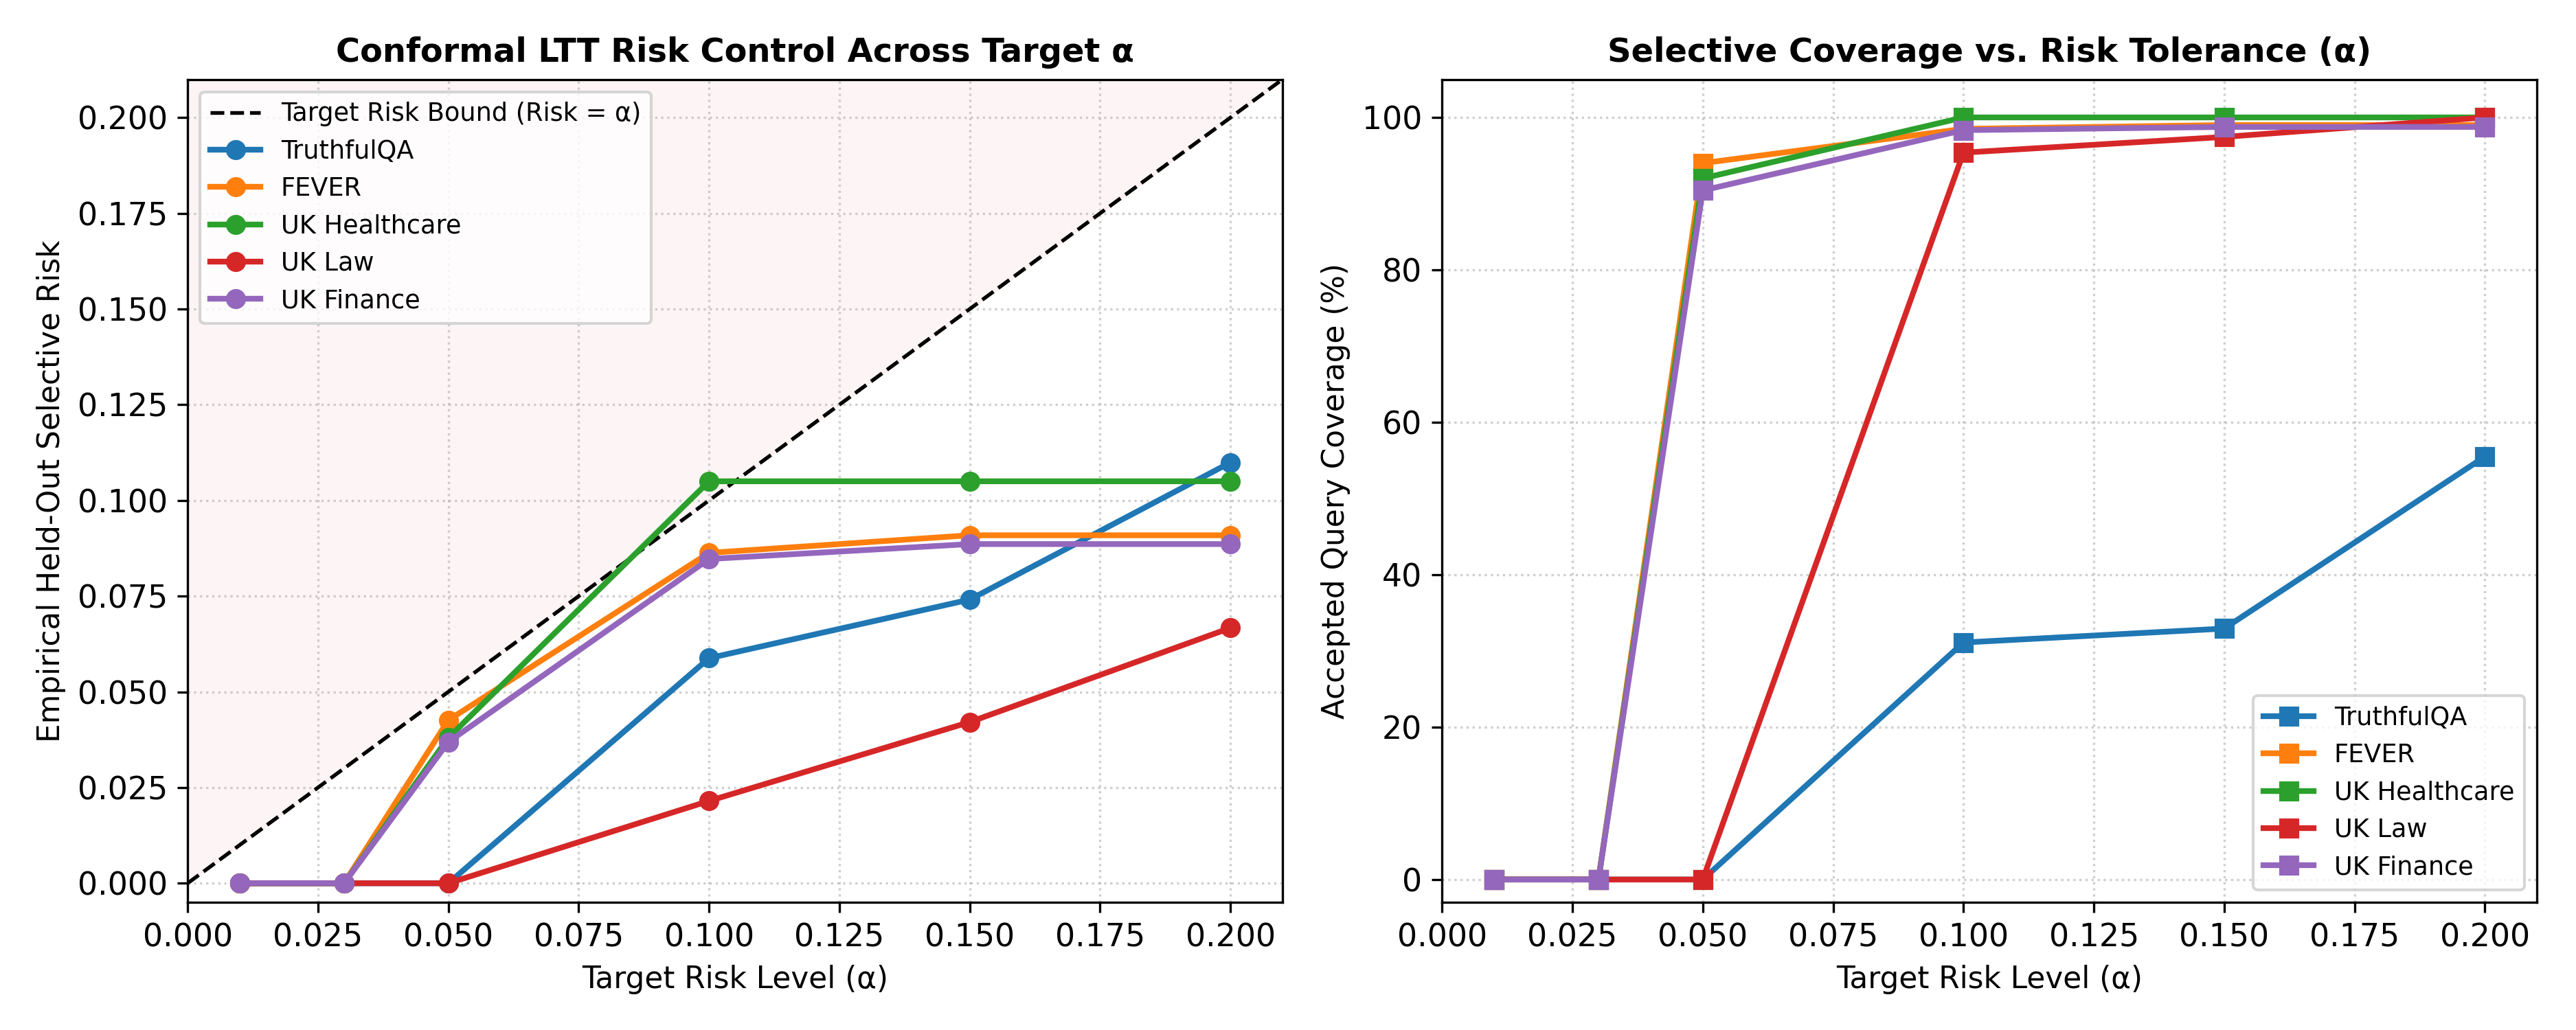 Conformal LTT Risk Control Across Target α
Target Risk Bound (Risk = α)
TruthfulQA
FEVER
UK Healthcare
UK Law
UK Finance
0.200
0.175
0.150
0.125
0.100
0.075
0.050
0.025
0.000
Empirical Held-Out Selective Risk
0.000 0.025 0.050 0.075 0.100 0.125 0.150 0.175 0.200
Target Risk Level (α)
Selective Coverage vs. Risk Tolerance (α)
100
80
60
40
20
0
Accepted Query Coverage (%)
TruthfulQA
FEVER
UK Healthcare
UK Law
UK Finance
0.000 0.025 0.050 0.075 0.100 0.125 0.150 0.175 0.200
Target Risk Level (α)